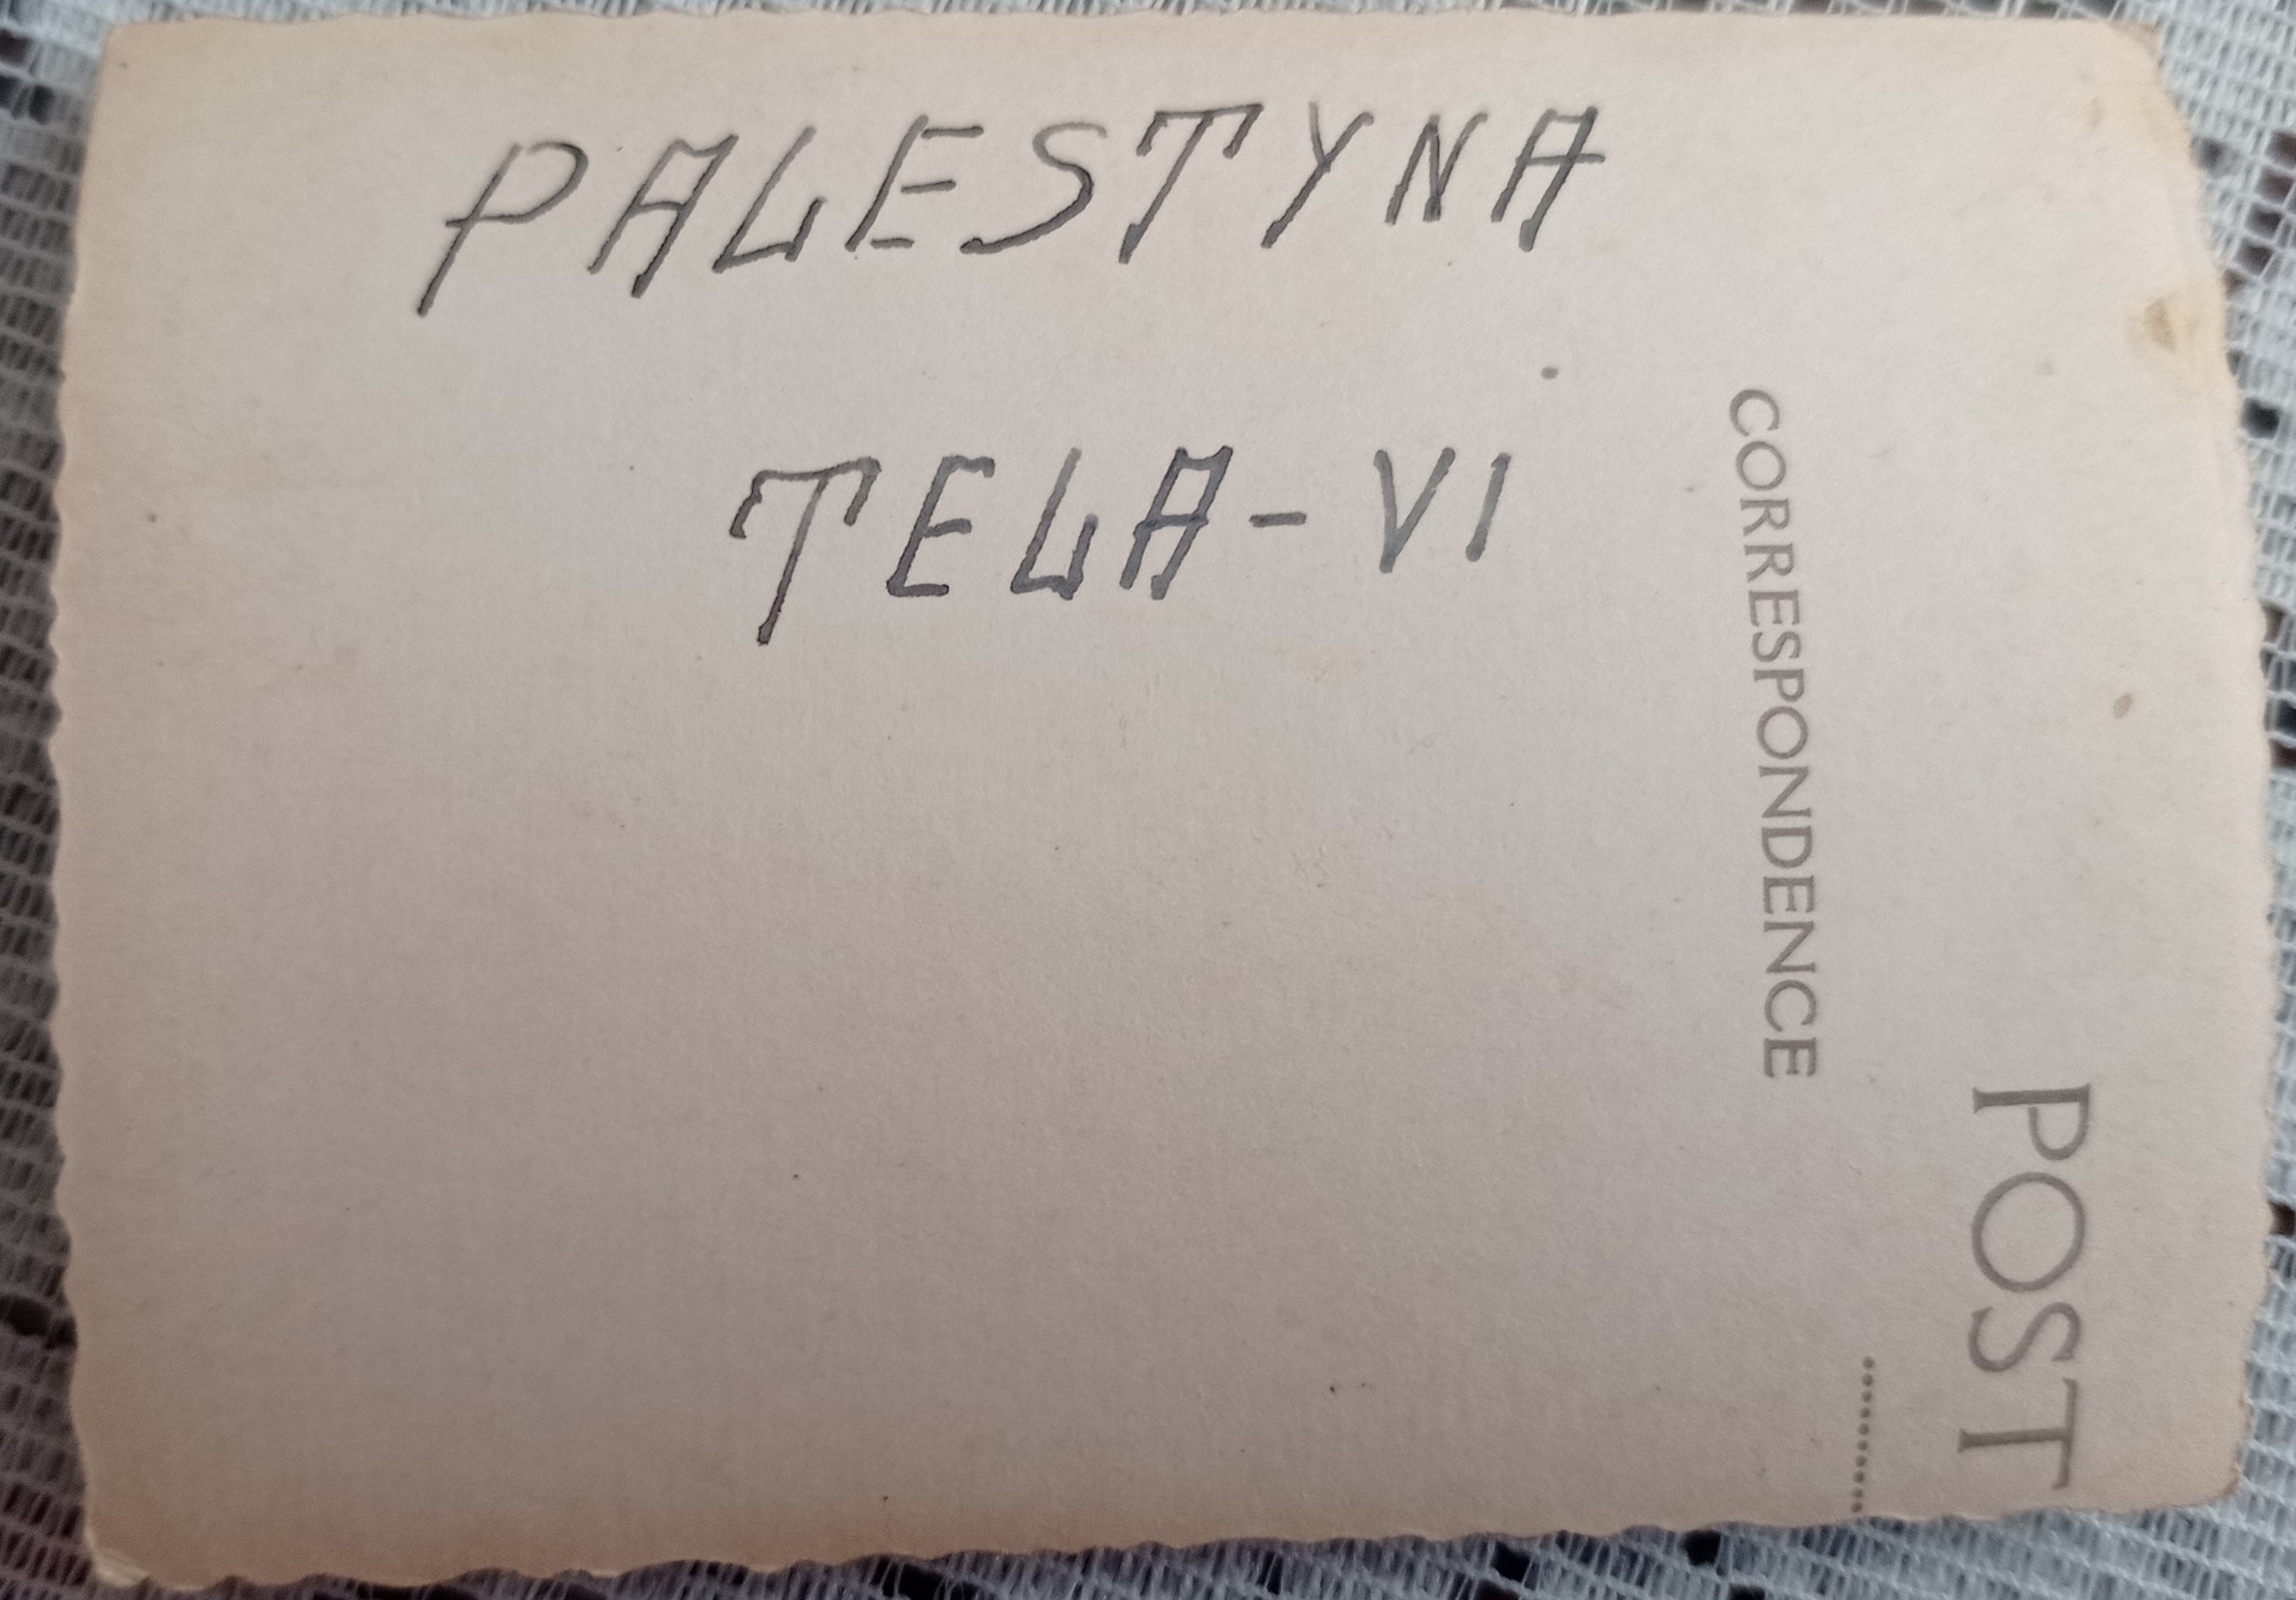 PALESTYNA
TELA-VI
CORRESPONDENCE
POST